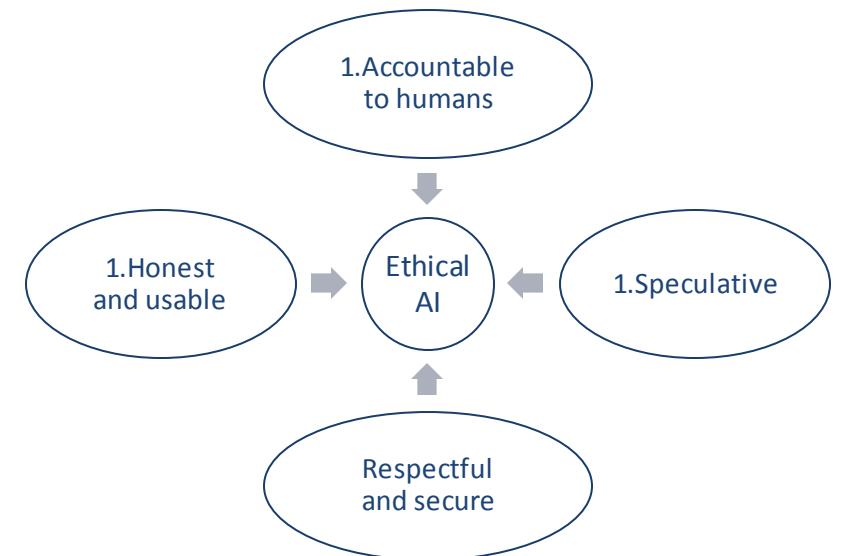 1.Accountable
to humans
1.Honest
and usable
Ethical
AI
1.Speculative
Respectful
and secure